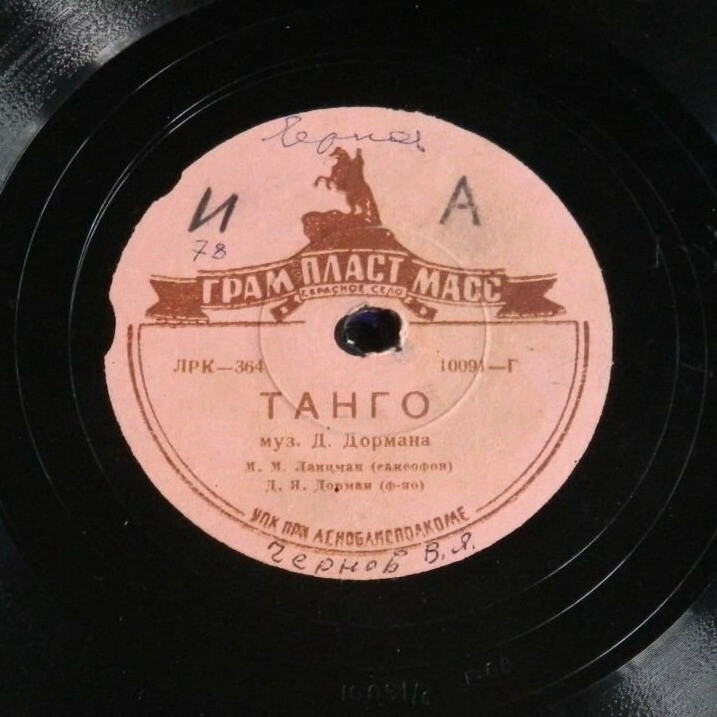 И
А
78
ГРАМ ПЛАСТ МАСС
КРАСНОЕ СЕЛО
ЛРК—364
10091—Г
ТАНГО
муз. Д. Дормана
И. М. Ланцман (саксофон)
Д. Я. Дорман (ф-но)
УПК ПРИ ЛЕНОБЛИСПОЛКОМЕ
Чернов В.Я.